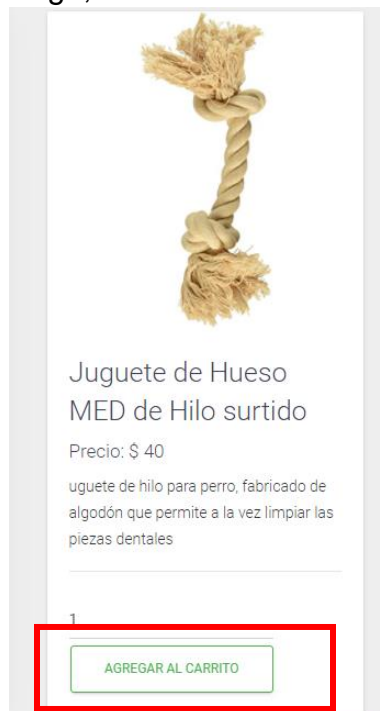 Juguete de Hueso
MED de Hilo surtido
Precio: $ 40
uguete de hilo para perro, fabricado de
algodón que permite a la vez limpiar las
piezas dentales
1
AGREGAR AL CARRITO